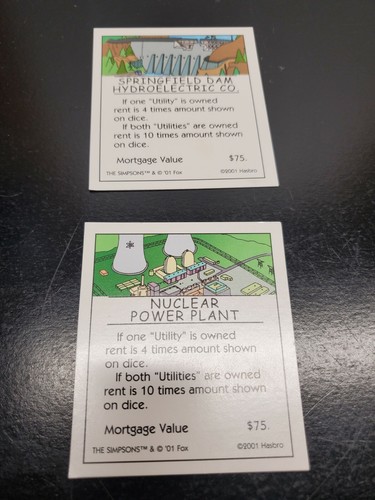 SPRINGFIELD DAM
HYDROELECTRIC CO.
If one "Utility" is owned
rent is 4 times amount shown
on dice.
If both "Utilities" are owned
rent is 10 times amount shown
on dice.
Mortgage Value $75.
THE SIMPSONS™ & © '01 Fox ©2001 Hasbro
NUCLEAR
POWER PLANT
If one "Utility" is owned
rent is 4 times amount shown
on dice.
If both "Utilities" are owned
rent is 10 times amount shown
on dice.
Mortgage Value $75.
THE SIMPSONS™ & © '01 Fox ©2001 Hasbro